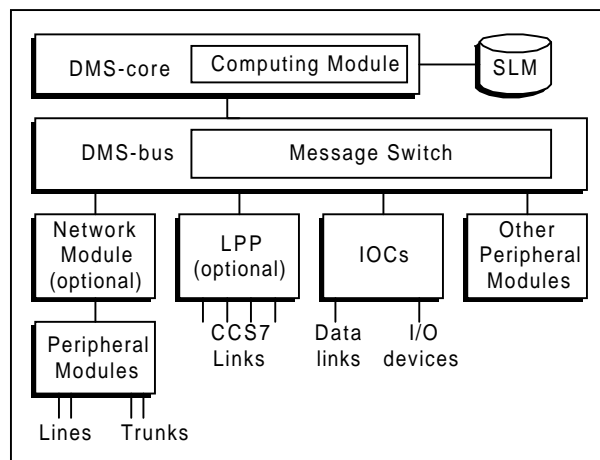 DMS-core
Computing Module
SLM
DMS-bus
Message Switch
Network
Module
(optional)
LPP
(optional)
IOCs
Other
Peripheral
Modules
CCS7
Links
Data
links
I/O
devices
Peripheral
Modules
Lines
Trunks